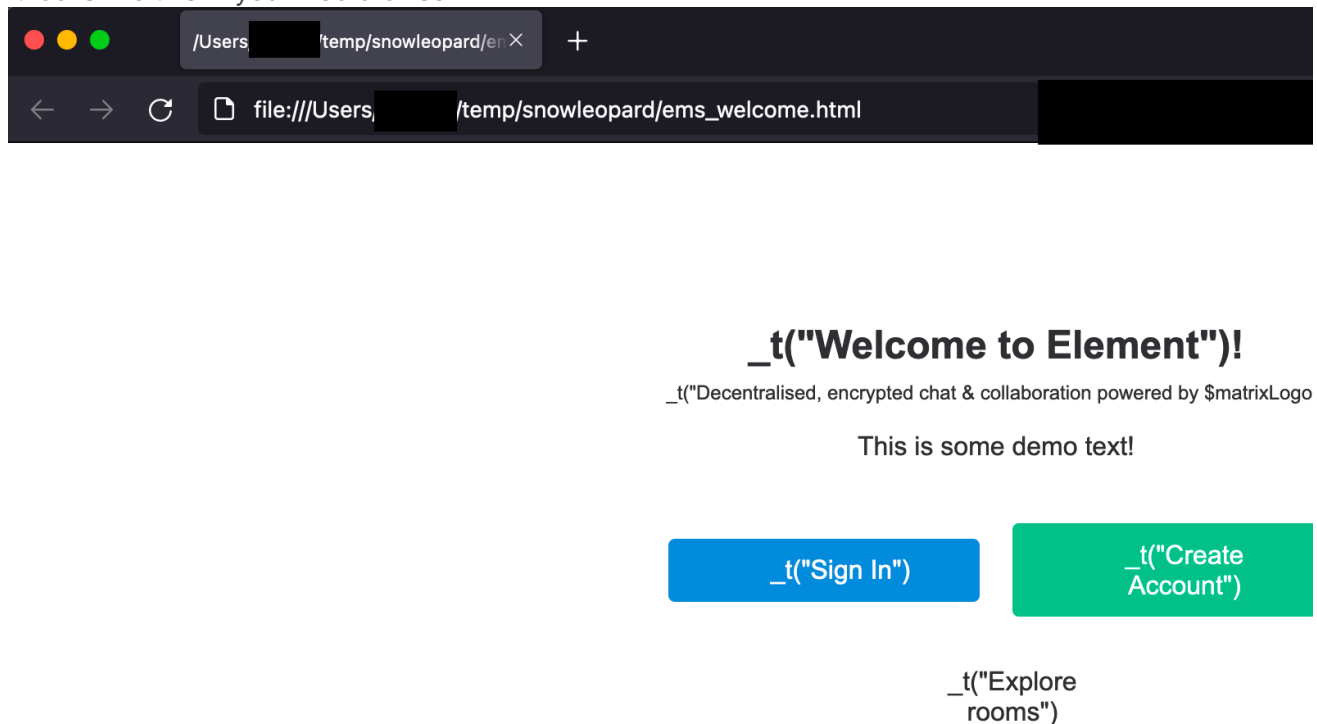 /Users/ /temp/snowleopard/em
file:///Users/ /temp/snowleopard/ems_welcome.html
_t("Welcome to Element")!
_t("Decentralised, encrypted chat & collaboration powered by $matrixLogo
This is some demo text!
_t("Sign In")
_t("Create
Account")
_t("Explore
rooms")